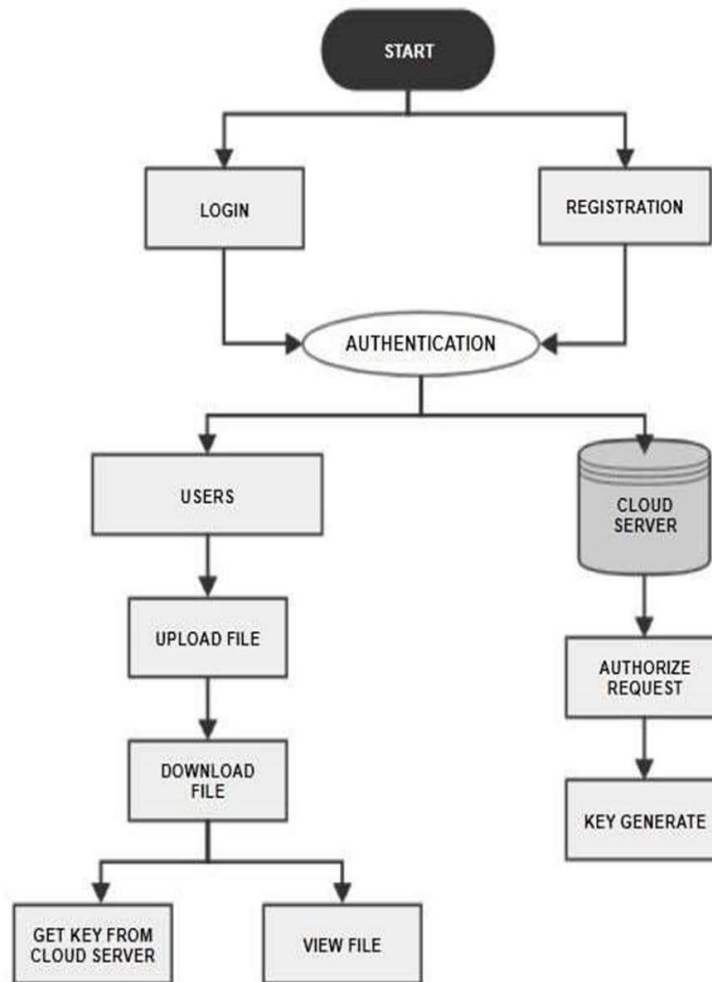 START
LOGIN
REGISTRATION
AUTHENTICATION
USERS
CLOUD
SERVER
UPLOAD FILE
AUTHORIZE
REQUEST
DOWNLOAD
FILE
KEY GENERATE
GET KEY FROM
CLOUD SERVER
VIEW FILE